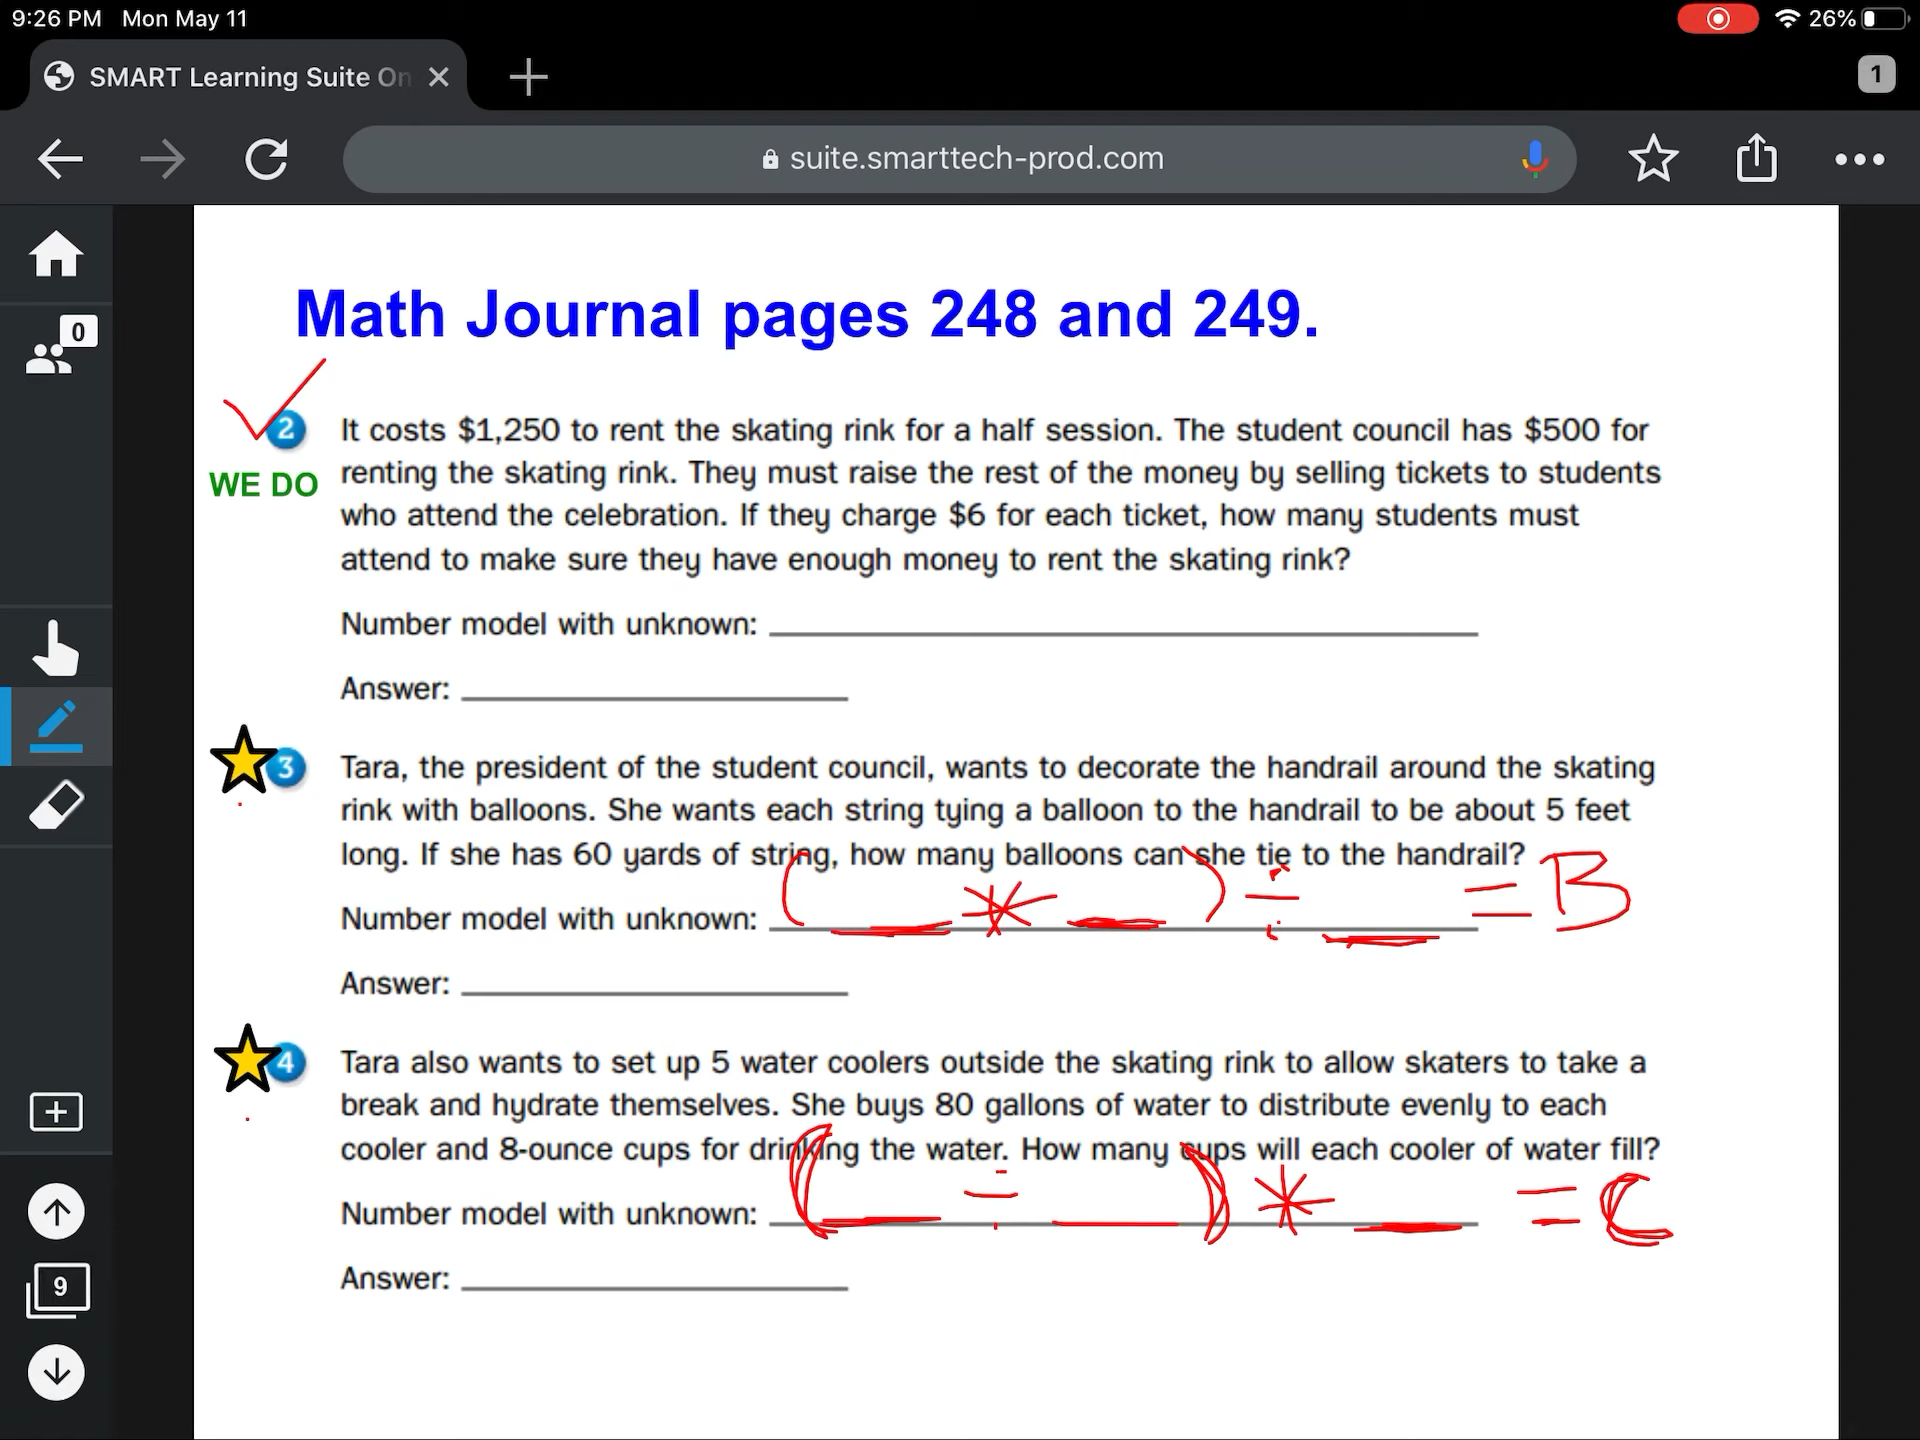 9:26 PM Mon May 11
26%
SMART Learning Suite On
1
suite.smarttech-prod.com
0
Math Journal pages 248 and 249.
2 It costs $1,250 to rent the skating rink for a half session. The student council has $500 for
WE DO renting the skating rink. They must raise the rest of the money by selling tickets to students
who attend the celebration. If they charge $6 for each ticket, how many students must
attend to make sure they have enough money to rent the skating rink?
Number model with unknown: ____
Answer: ____
3 Tara, the president of the student council, wants to decorate the handrail around the skating
rink with balloons. She wants each string tying a balloon to the handrail to be about 5 feet
long. If she has 60 yards of string, how many balloons can she tie to the handrail?
Number model with unknown: (__ * __) ÷ __ = B
Answer: ____
4 Tara also wants to set up 5 water coolers outside the skating rink to allow skaters to take a
break and hydrate themselves. She buys 80 gallons of water to distribute evenly to each
cooler and 8-ounce cups for drinking the water. How many cups will each cooler of water fill?
Number model with unknown: (__ ÷ __) * __ = C
Answer: ____
9